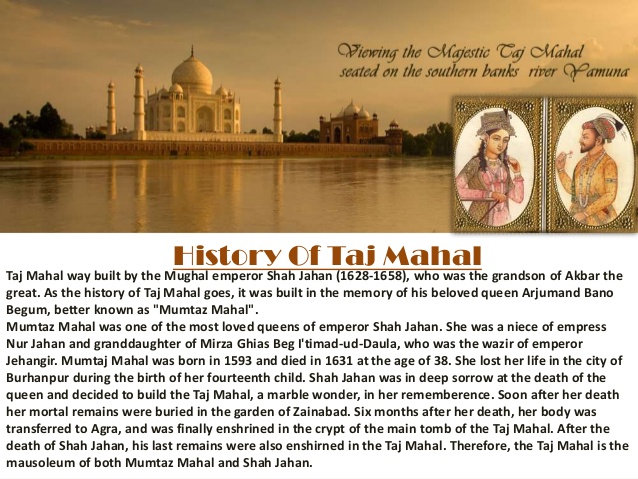 Viewing the Majestic Taj Mahal
seated on the southern banks river Yamuna
History Of Taj Mahal
Taj Mahal way built by the Mughal emperor Shah Jahan (1628-1658), who was the grandson of Akbar the
great. As the history of Taj Mahal goes, it was built in the memory of his beloved queen Arjumand Bano
Begum, better known as "Mumtaz Mahal".
Mumtaz Mahal was one of the most loved queens of emperor Shah Jahan. She was a niece of empress
Nur Jahan and granddaughter of Mirza Ghias Beg I'timad-ud-Daula, who was the wazir of emperor
Jehangir. Mumtaj Mahal was born in 1593 and died in 1631 at the age of 38. She lost her life in the city of
Burhanpur during the birth of her fourteenth child. Shah Jahan was in deep sorrow at the death of the
queen and decided to build the Taj Mahal, a marble wonder, in her rememberence. Soon after her death
her mortal remains were buried in the garden of Zainabad. Six months after her death, her body was
transferred to Agra, and was finally enshrined in the crypt of the main tomb of the Taj Mahal. After the
death of Shah Jahan, his last remains were also enshirned in the Taj Mahal. Therefore, the Taj Mahal is the
mausoleum of both Mumtaz Mahal and Shah Jahan.